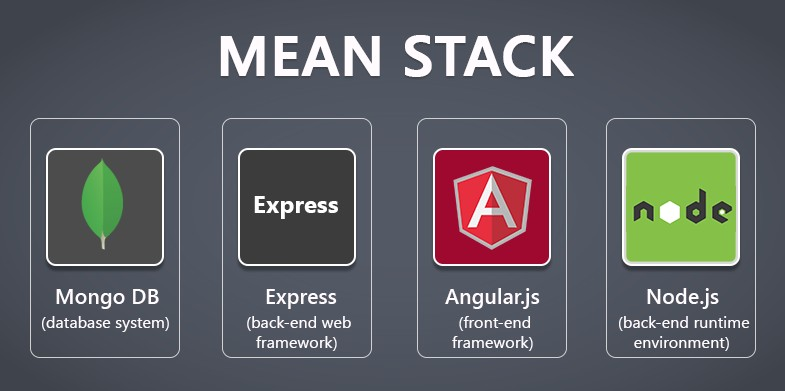 MEAN STACK
Express
A
node
Mongo DB
(database system)
Express
(back-end web
framework)
Angular.js
(front-end
framework)
Node.js
(back-end runtime
environment)